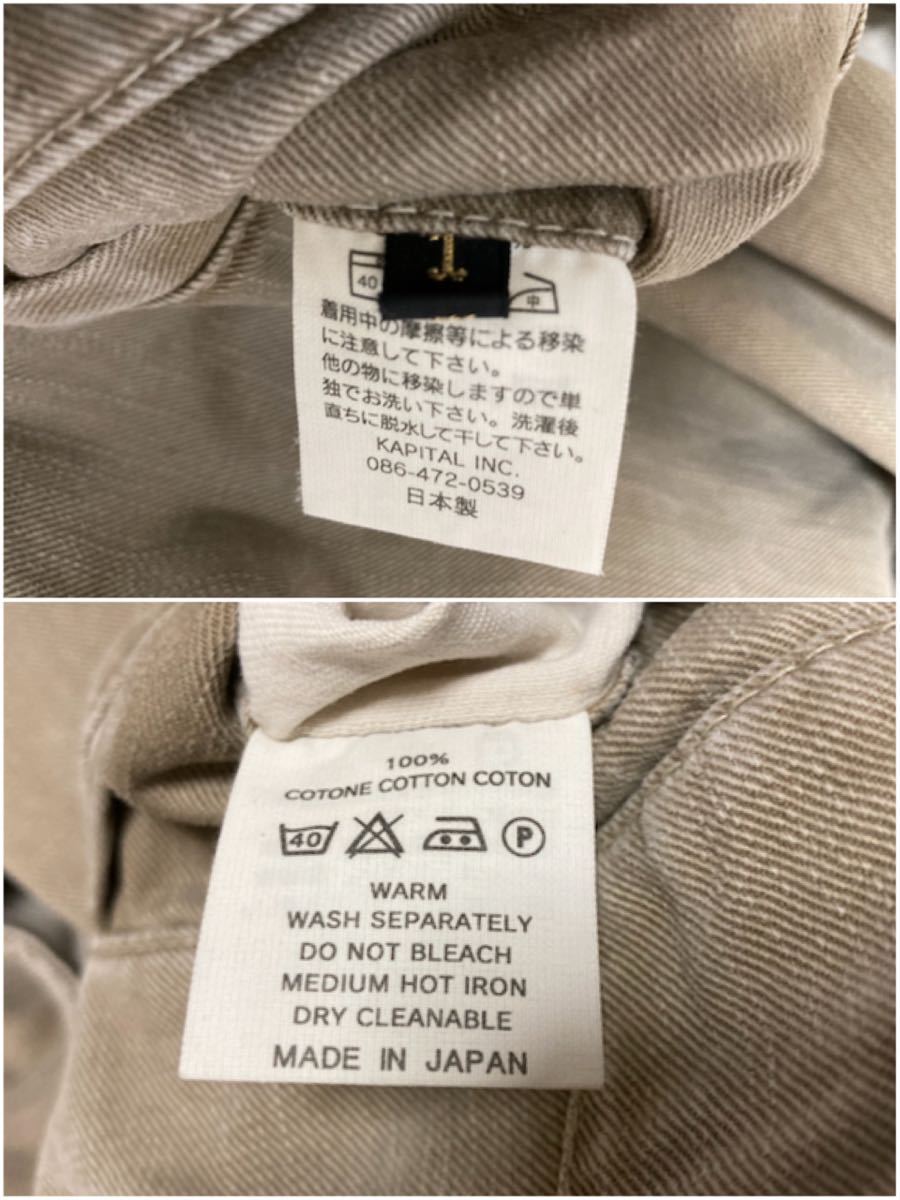 1
40 中
着用中の摩擦等による移染
に注意して下さい。
他の物に移染しますので単
独でお洗い下さい。洗濯後
直ちに脱水して干して下さい。
KAPITAL INC.
086-472-0539
日本製
100%
COTONE COTTON COTON
40 P
WARM
WASH SEPARATELY
DO NOT BLEACH
MEDIUM HOT IRON
DRY CLEANABLE
MADE IN JAPAN